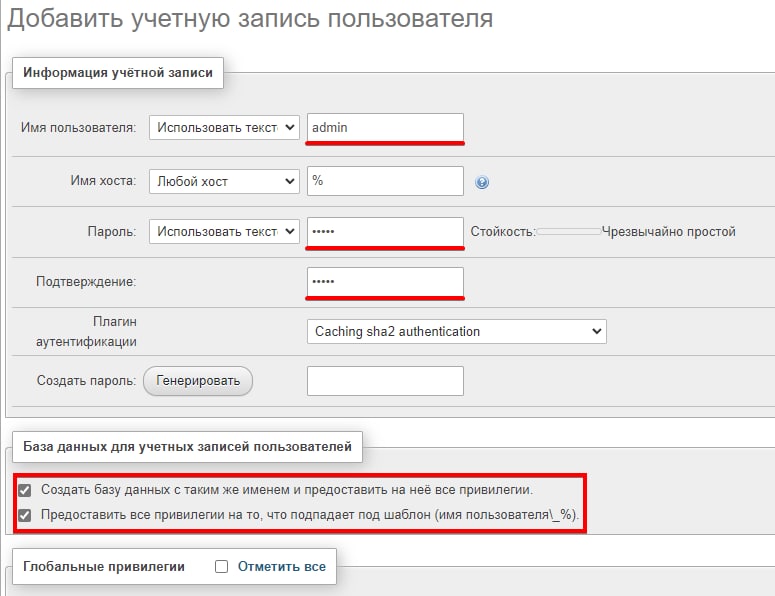 Добавить учетную запись пользователя
Информация учётной записи
Имя пользователя: Использовать текст admin
Имя хоста: Любой хост %
Пароль: Использовать текст ••••• Стойкость: Чрезвычайно простой
Подтверждение: •••••
Плагин
аутентификации Caching sha2 authentication
Создать пароль: Генерировать
База данных для учетных записей пользователей
Создать базу данных с таким же именем и предоставить на неё все привилегии.
Предоставить все привилегии на то, что подпадает под шаблон (имя пользователя\_%).
Глобальные привилегии Отметить все